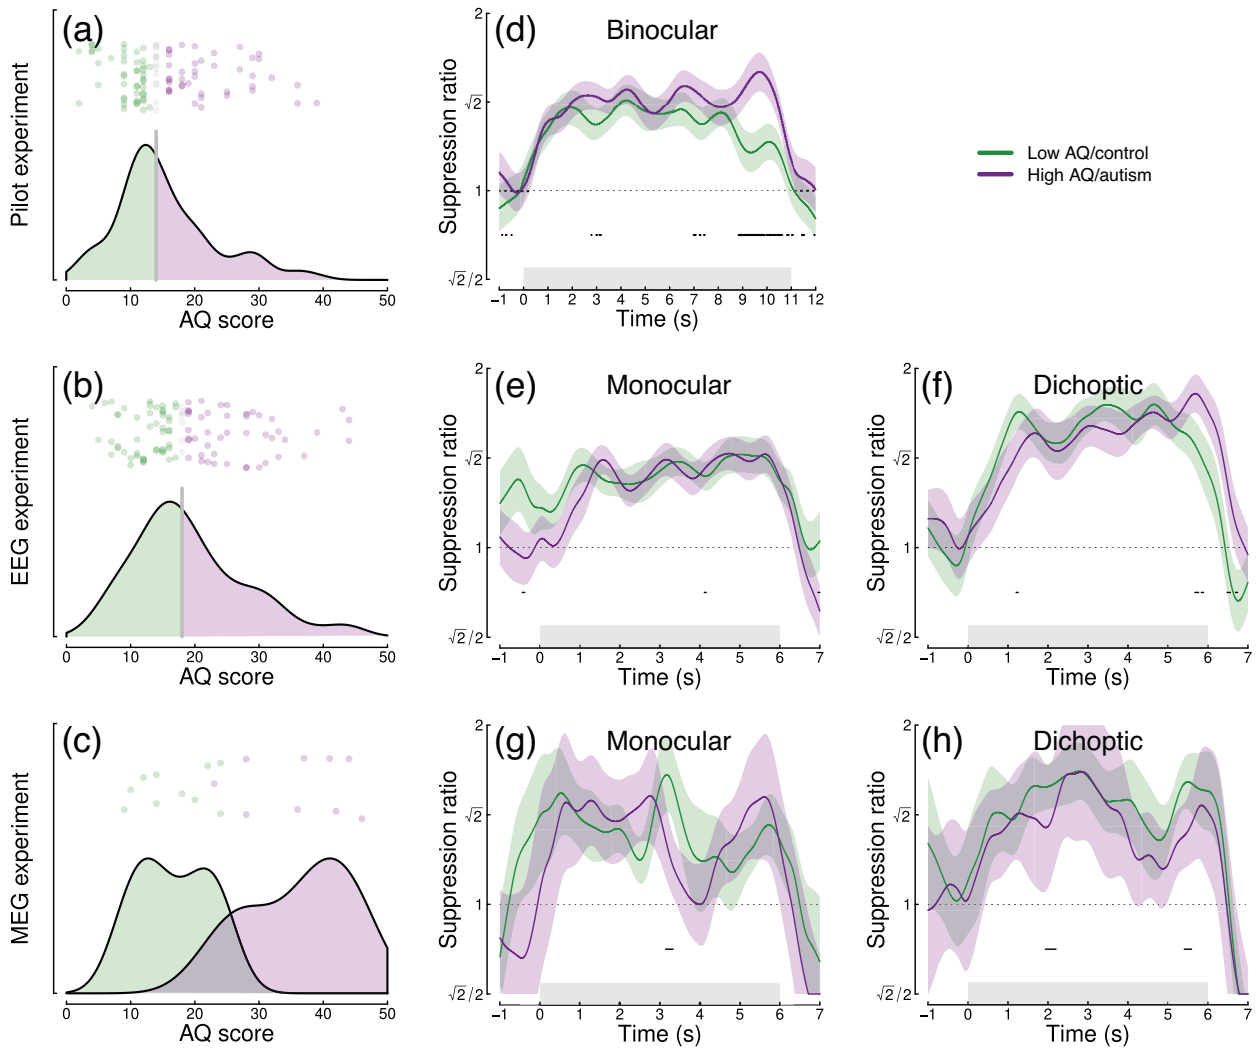 (a)
Pilot experiment
0 10 20 30 40 50
AQ score
(d)
Binocular
Suppression ratio
2
√2
1
√2/2
−1 0 1 2 3 4 5 6 7 8 9 10 11 12
Time (s)
Low AQ/control
High AQ/autism
(b)
EEG experiment
0 10 20 30 40 50
AQ score
(e)
Monocular
Suppression ratio
2
√2
1
√2/2
−1 0 1 2 3 4 5 6 7
Time (s)
(f)
Dichoptic
Suppression ratio
2
√2
1
√2/2
−1 0 1 2 3 4 5 6 7
Time (s)
(c)
MEG experiment
0 10 20 30 40 50
AQ score
(g)
Monocular
Suppression ratio
2
√2
1
√2/2
−1 0 1 2 3 4 5 6 7
Time (s)
(h)
Dichoptic
Suppression ratio
2
√2
1
√2/2
−1 0 1 2 3 4 5 6 7
Time (s)